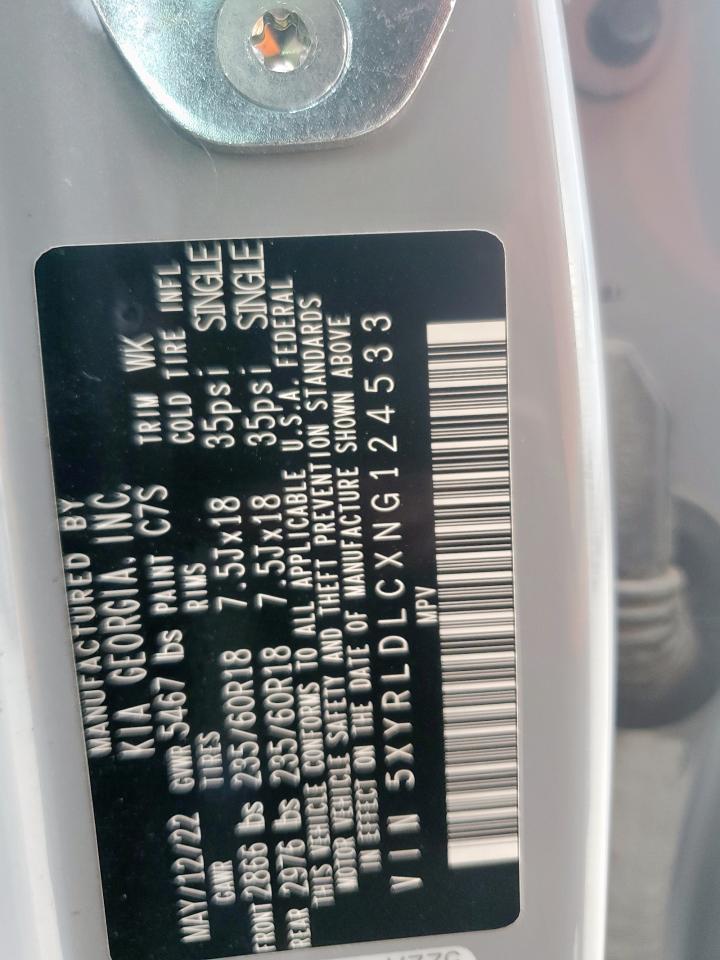 MANUFACTURED BY
KIA GEORGIA, INC.
MAY/12/22 GVWR 5467 lbs PAINT C7S TRIM WK
GAWR TIRES RIMS COLD TIRE INFL
FRONT 2866 lbs 235/60R18 7.5Jx18 35psi SINGLE
REAR 2976 lbs 235/60R18 7.5Jx18 35psi SINGLE
THIS VEHICLE CONFORMS TO ALL APPLICABLE U.S.A. FEDERAL
MOTOR VEHICLE SAFETY AND THEFT PREVENTION STANDARDS
IN EFFECT ON THE DATE OF MANUFACTURE SHOWN ABOVE
VIN 5XYRLDLCXNG124533
MPV